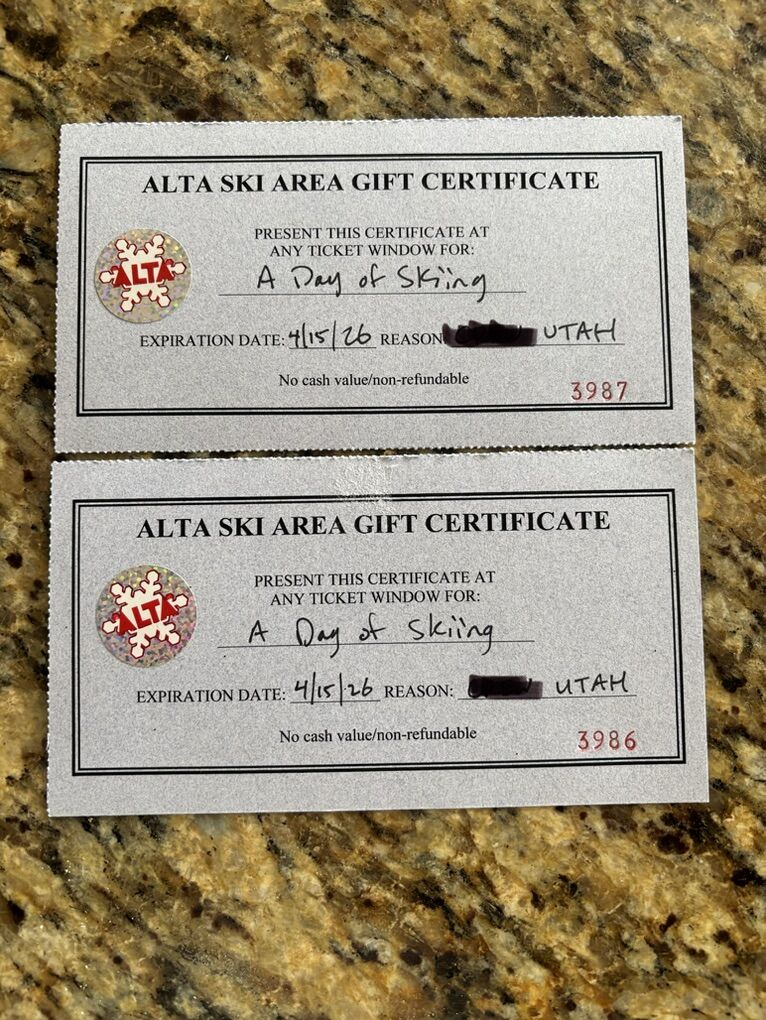 ALTA SKI AREA GIFT CERTIFICATE
PRESENT THIS CERTIFICATE AT
ANY TICKET WINDOW FOR:
A Day of Skiing
ALTA
EXPIRATION DATE: 4/15/26 REASON UTAH
No cash value/non-refundable
3987
ALTA SKI AREA GIFT CERTIFICATE
PRESENT THIS CERTIFICATE AT
ANY TICKET WINDOW FOR:
A Day of Skiing
ALTA
EXPIRATION DATE: 4/15/26 REASON: UTAH
No cash value/non-refundable
3986